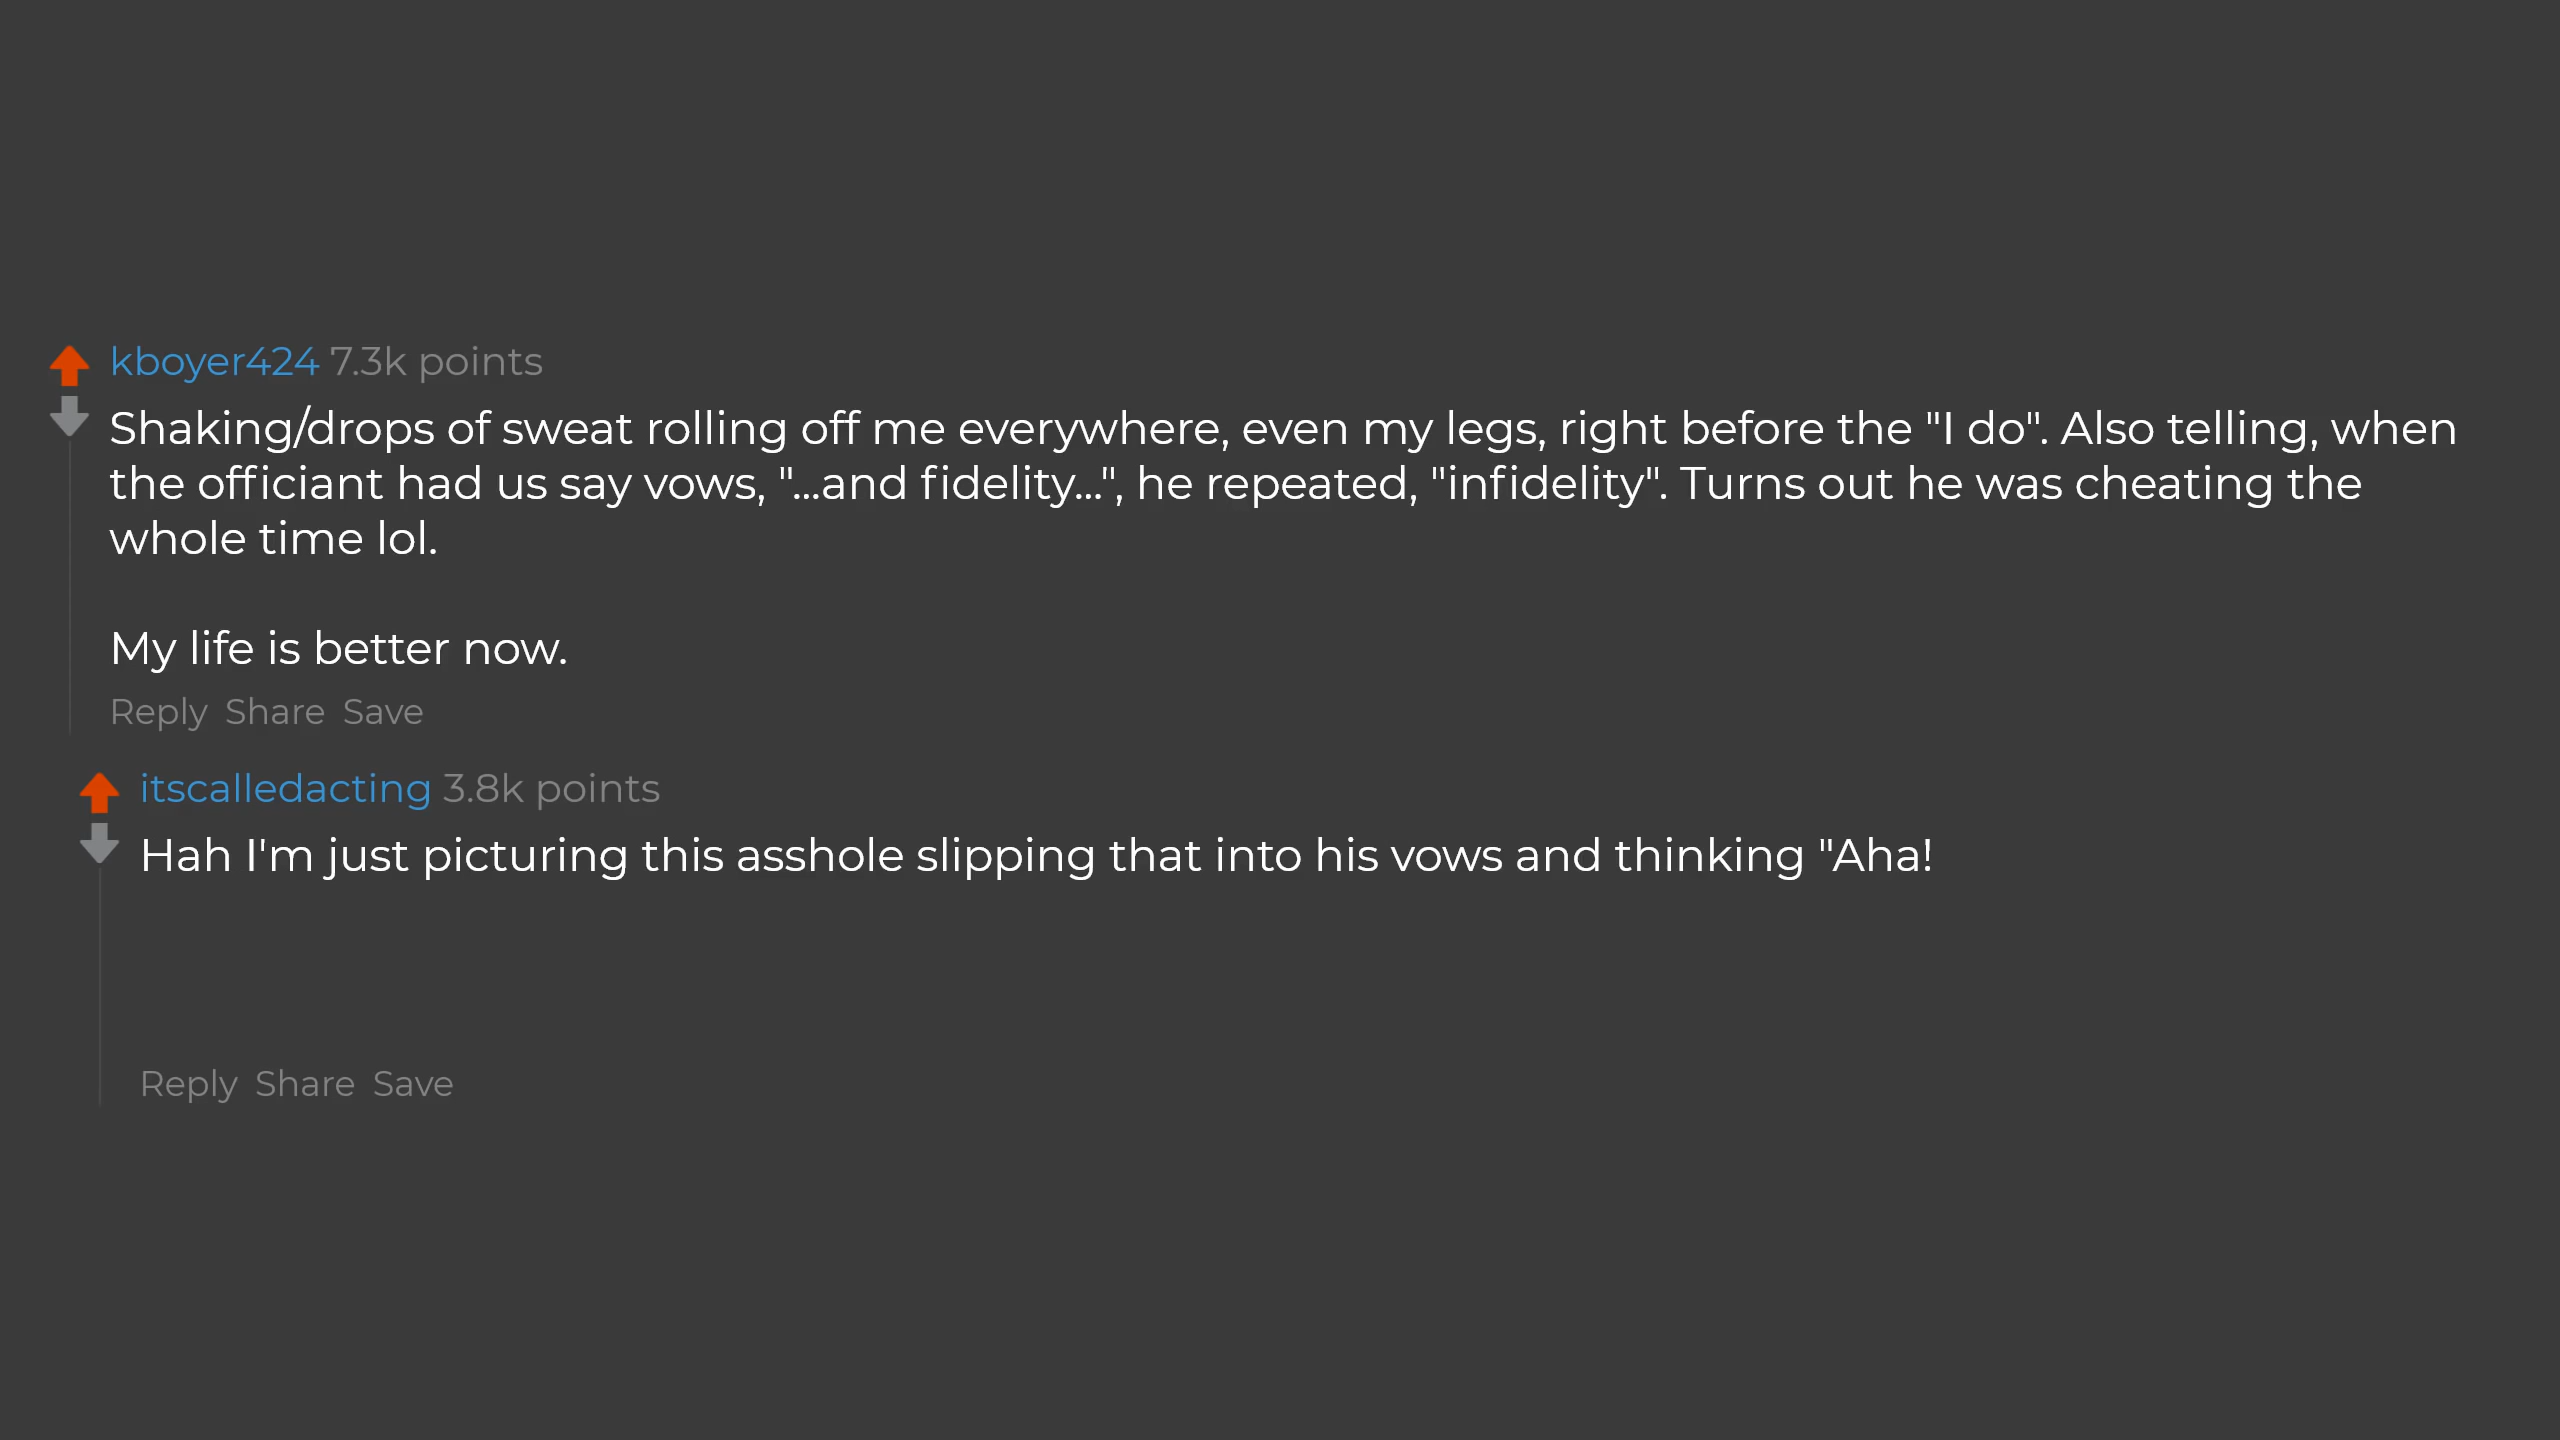 kboyer424 7.3k points
Shaking/drops of sweat rolling off me everywhere, even my legs, right before the "I do". Also telling, when
the officiant had us say vows, "...and fidelity...", he repeated, "infidelity". Turns out he was cheating the
whole time lol.
My life is better now.
Reply Share Save
itscalledacting 3.8k points
Hah I'm just picturing this asshole slipping that into his vows and thinking "Aha!
Reply Share Save